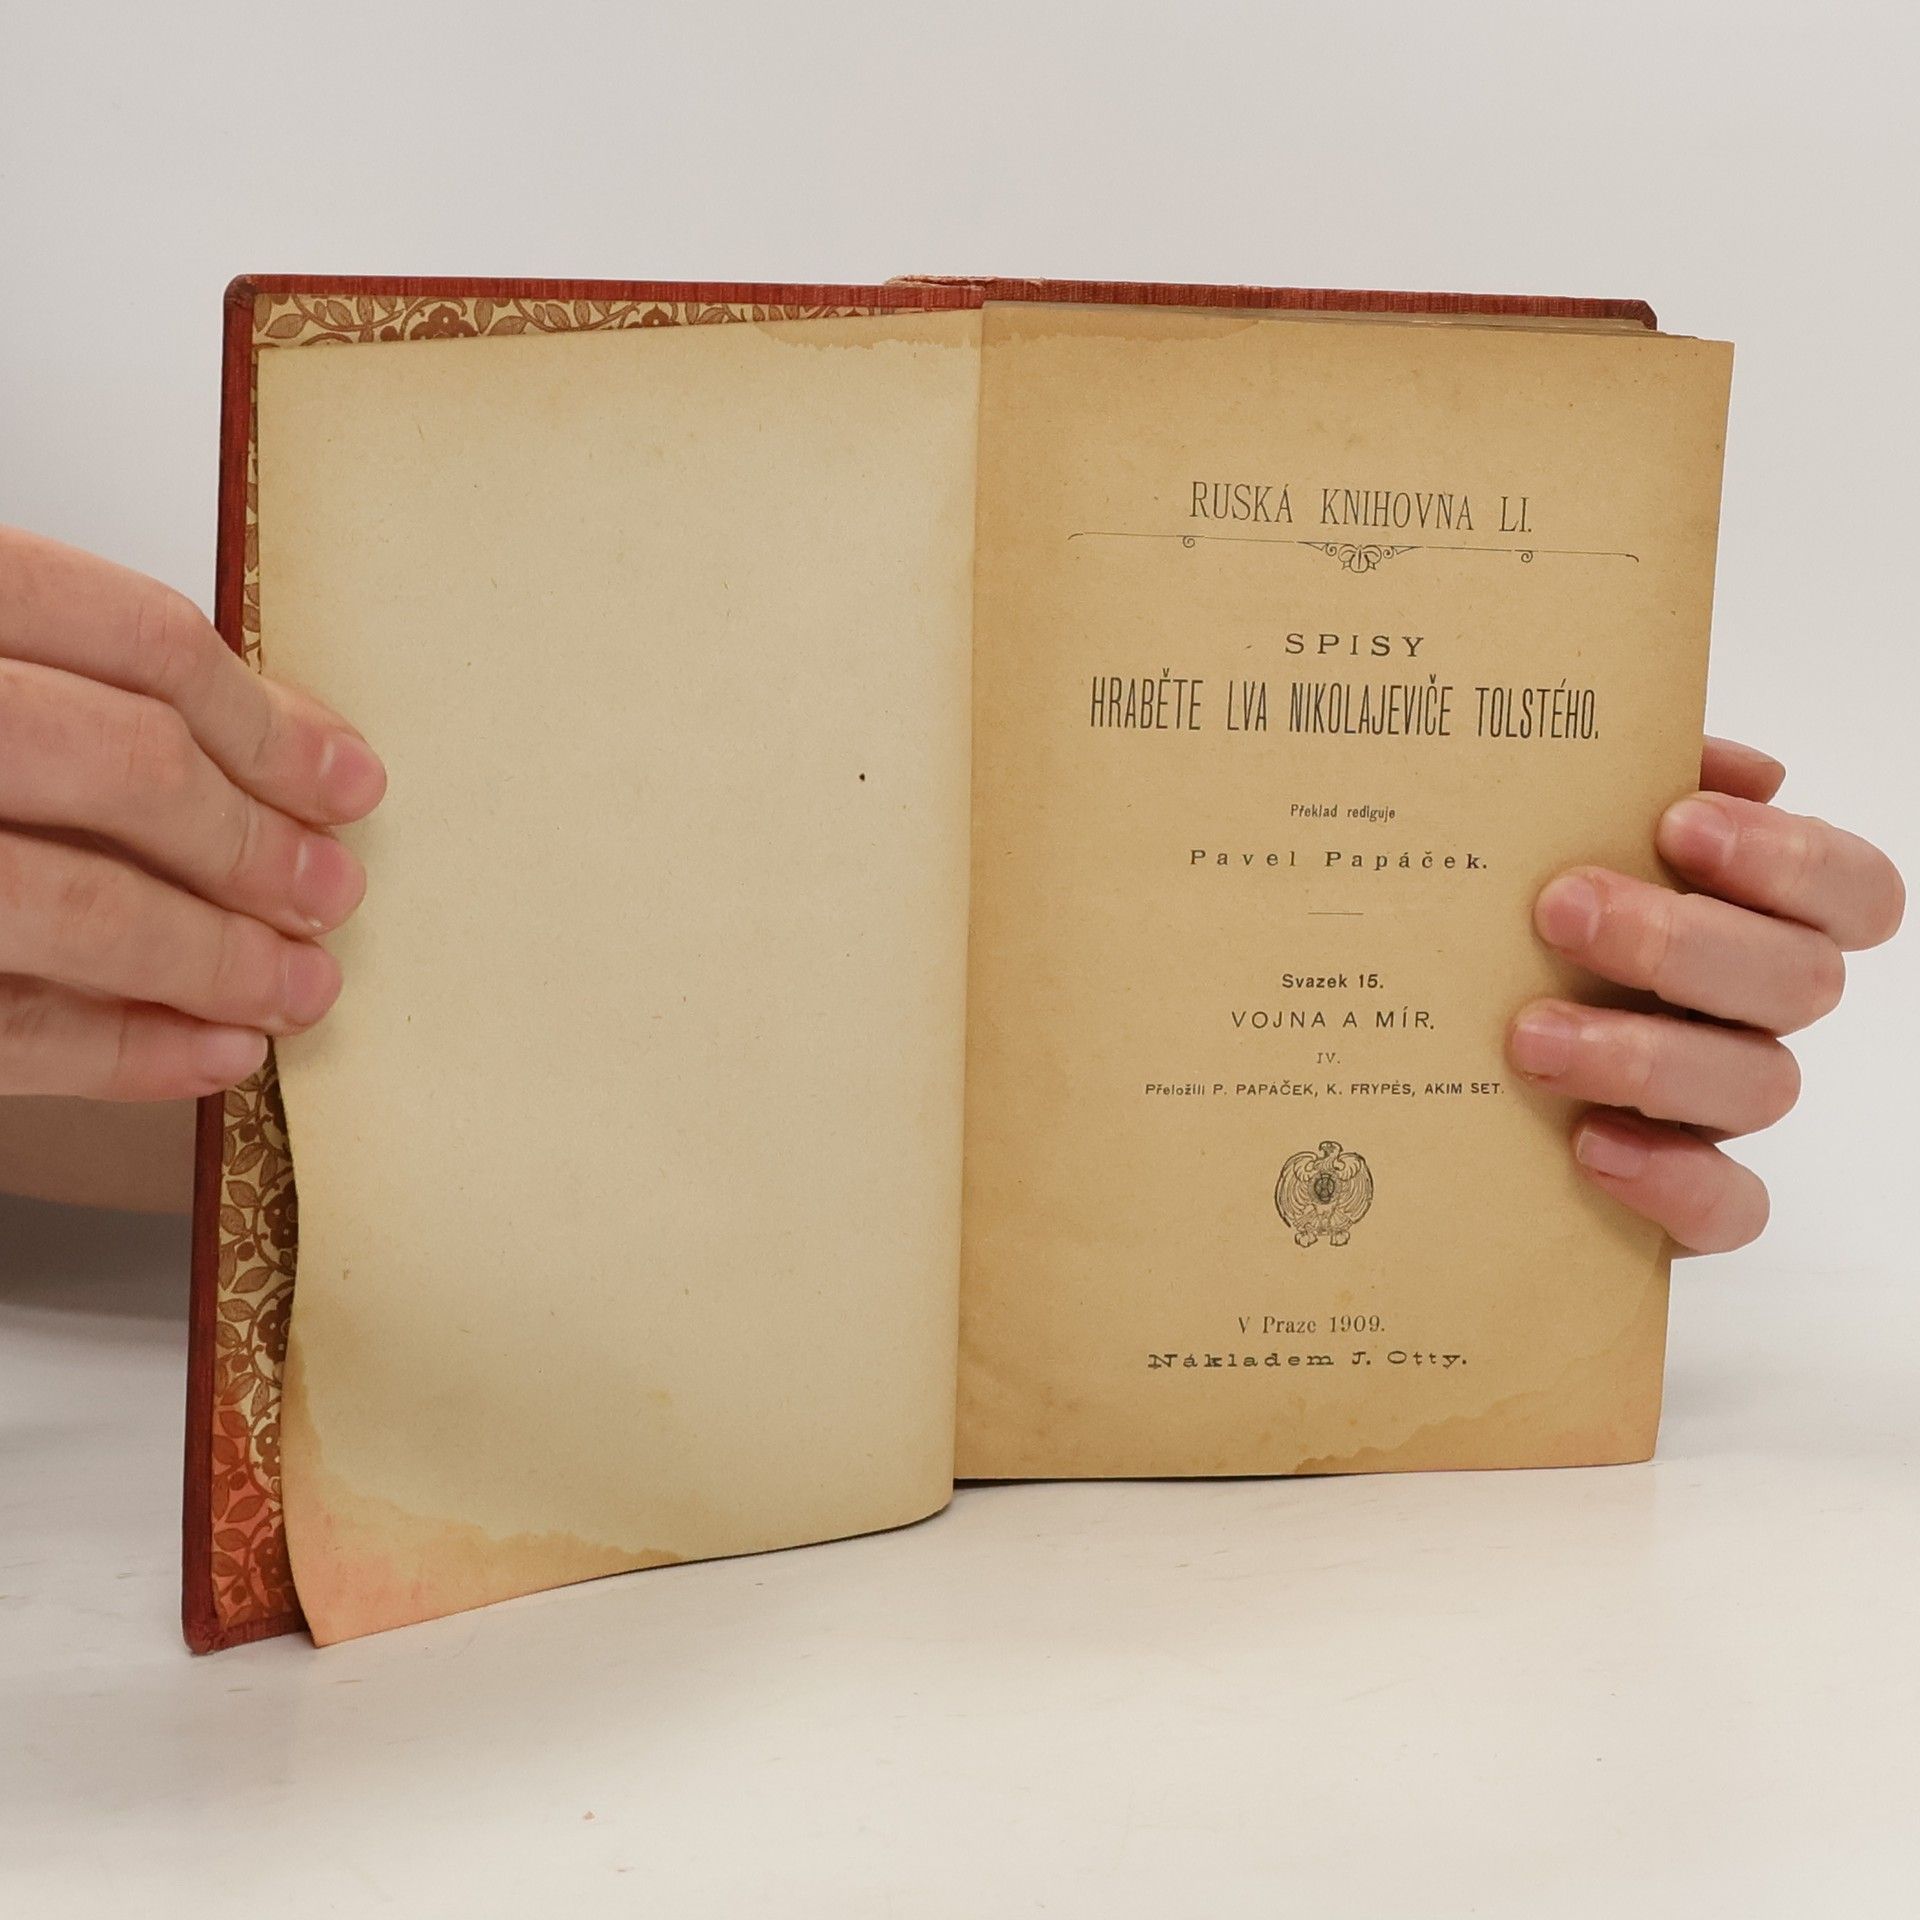 RUSKÁ KNIHOVNA LI.
SPISY
HRABĚTE LVA NIKOLAJEVIČE TOLSTÉHO.
Překlad rediguje
Pavel Papáček.
Svazek 15.
VOJNA A MÍR.
IV.
Přeložili P. PAPÁČEK, K. FRYPÉS, AKIM SET.
V Praze 1909.
Nákladem J. Otty.